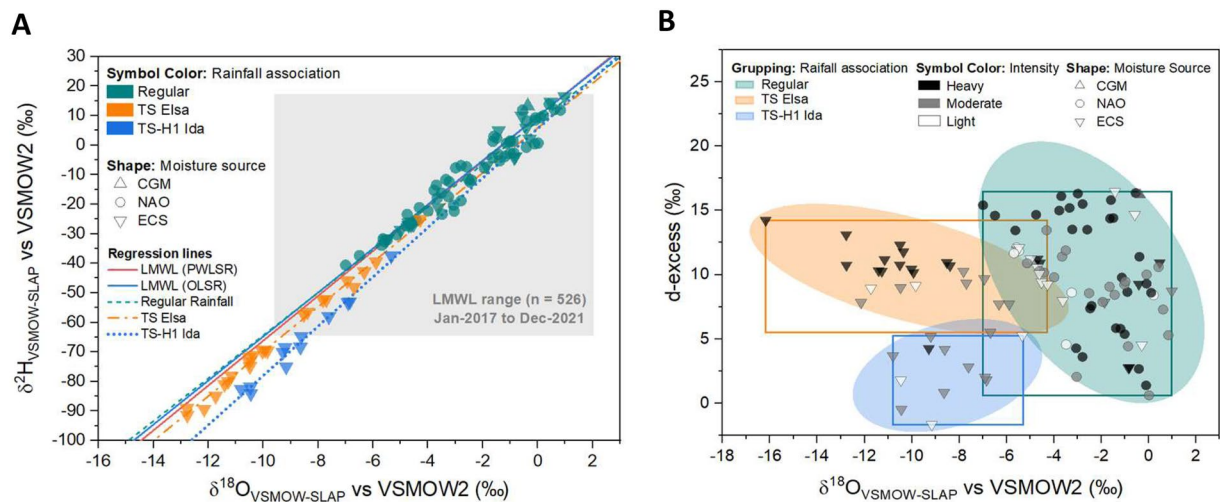 A
30
20
10
0
-10
-20
-30
-40
-50
-60
-70
-80
-90
-100
δ²H VSMOW-SLAP vs VSMOW2 (‰)
Symbol Color: Rainfall association
Regular
TS Elsa
TS-H1 Ida
Shape: Moisture source
CGM
NAO
ECS
Regression lines
LMWL (PWLSR)
LMWL (OLSR)
Regular Rainfall
TS Elsa
TS-H1 Ida
LMWL range (n = 526)
Jan-2017 to Dec-2021
-16 -14 -12 -10 -8 -6 -4 -2 0 2
δ¹⁸O VSMOW-SLAP vs VSMOW2 (‰)
B
25
20
15
10
5
0
d-excess (‰)
Grupping: Raifall association
Regular
TS Elsa
TS-H1 Ida
Symbol Color: Intensity
Heavy
Moderate
Light
Shape: Moisture Source
CGM
NAO
ECS
-18 -16 -14 -12 -10 -8 -6 -4 -2 0 2
δ¹⁸O VSMOW-SLAP vs VSMOW2 (‰)